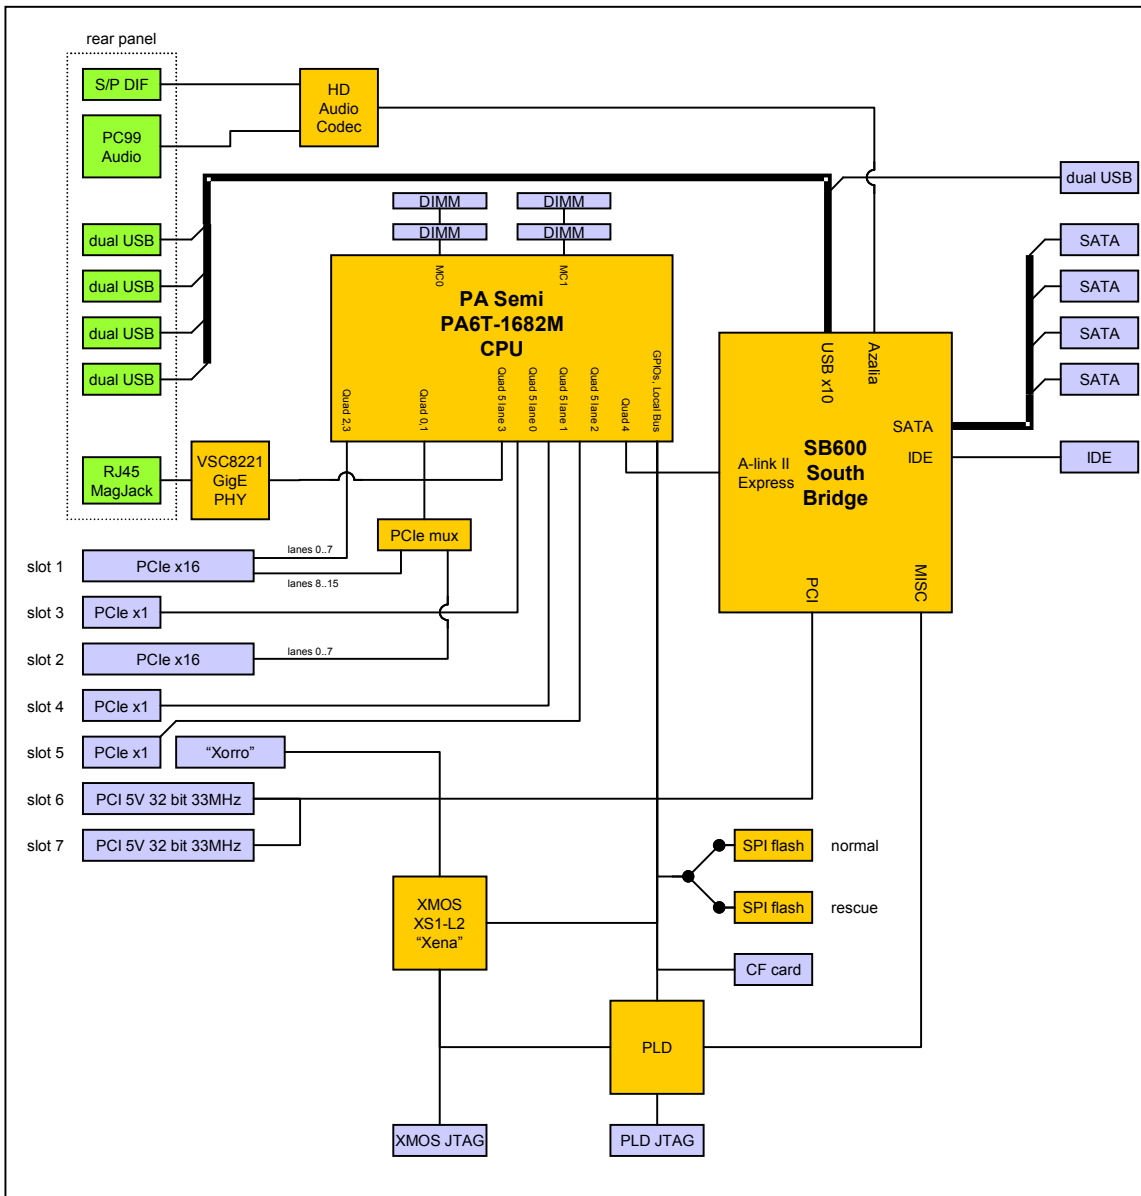 rear panel
S/P DIF
HD
Audio
Codec
PC99
Audio
dual USB
DIMM
DIMM
DIMM
DIMM
dual USB
SATA
dual USB
SATA
dual USB
SATA
dual USB
SATA
MC0
MC1
PA Semi
PA6T-1682M
CPU
Quad 2,3
Quad 0,1
Quad 5 lane 3
Quad 5 lane 0
Quad 5 lane 1
Quad 5 lane 2
Quad 4
GPIOs, Local Bus
USB x10
Azalia
SATA
IDE
SB600
South
Bridge
A-link II
Express
PCI
MISC
IDE
RJ45
MagJack
VSC8221
GigE
PHY
PCIe mux
slot 1
PCIe x16
lanes 0..7
lanes 8..15
slot 3
PCIe x1
slot 2
PCIe x16
lanes 0..7
slot 4
PCIe x1
slot 5
PCIe x1
“Xorro”
slot 6
PCI 5V 32 bit 33MHz
slot 7
PCI 5V 32 bit 33MHz
SPI flash
normal
SPI flash
rescue
XMOS
XS1-L2
“Xena”
CF card
PLD
XMOS JTAG
PLD JTAG